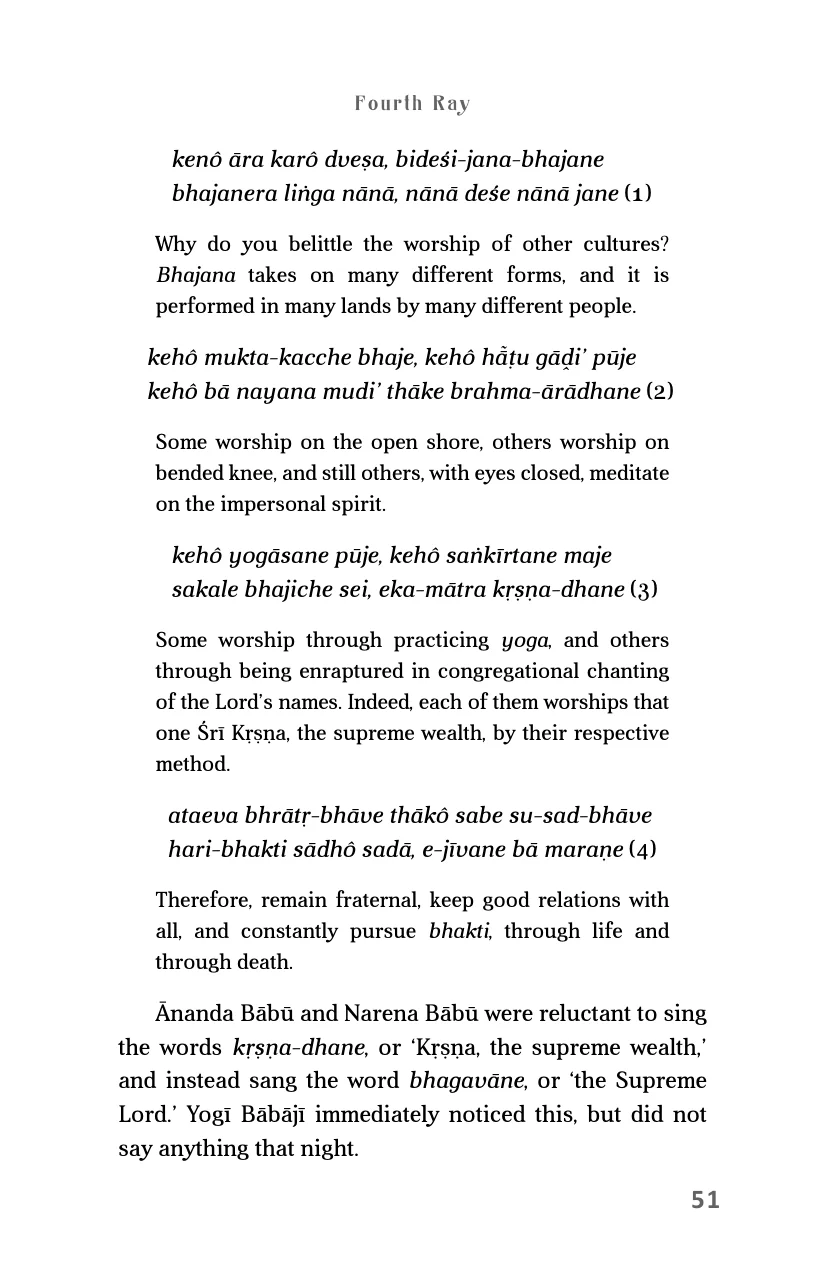 Fourth Ray
kenô āra karô dveṣa, bideśi-jana-bhajane
bhajanera liṅga nānā, nānā deśe nānā jane (1)
Why do you belittle the worship of other cultures?
Bhajana takes on many different forms, and it is
performed in many lands by many different people.
kehô mukta-kacche bhaje, kehô hā̃ṭu gāḓi’ pūje
kehô bā nayana mudi’ thāke brahma-ārādhane (2)
Some worship on the open shore, others worship on
bended knee, and still others, with eyes closed, meditate
on the impersonal spirit.
kehô yogāsane pūje, kehô saṅkīrtane maje
sakale bhajiche sei, eka-mātra kṛṣṇa-dhane (3)
Some worship through practicing yoga, and others
through being enraptured in congregational chanting
of the Lord’s names. Indeed, each of them worships that
one Śrī Kṛṣṇa, the supreme wealth, by their respective
method.
ataeva bhrātṛ-bhāve thākô sabe su-sad-bhāve
hari-bhakti sādhô sadā, e-jīvane bā maraṇe (4)
Therefore, remain fraternal, keep good relations with
all, and constantly pursue bhakti, through life and
through death.
Ānanda Bābū and Narena Bābū were reluctant to sing
the words kṛṣṇa-dhane, or ‘Kṛṣṇa, the supreme wealth,’
and instead sang the word bhagavāne, or ‘the Supreme
Lord.’ Yogī Bābājī immediately noticed this, but did not
say anything that night.
51